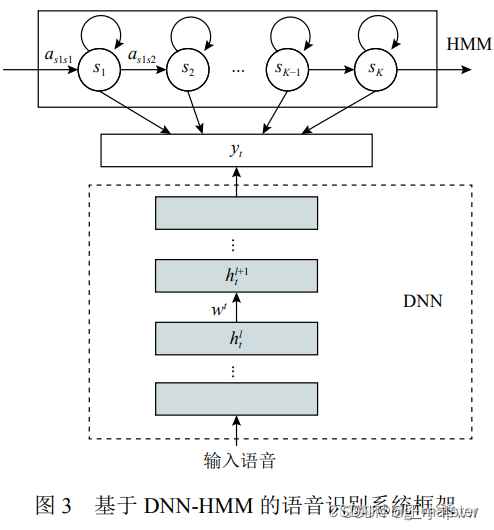 HMM
a_{s1s1} s_1 a_{s1s2} s_2 ... s_{K-1} s_K
y_t
⋮
h_t^{l+1}
DNN
w^t
h_t^l
⋮
输入语音
图 3 基于 DNN-HMM 的语音识别系统框架